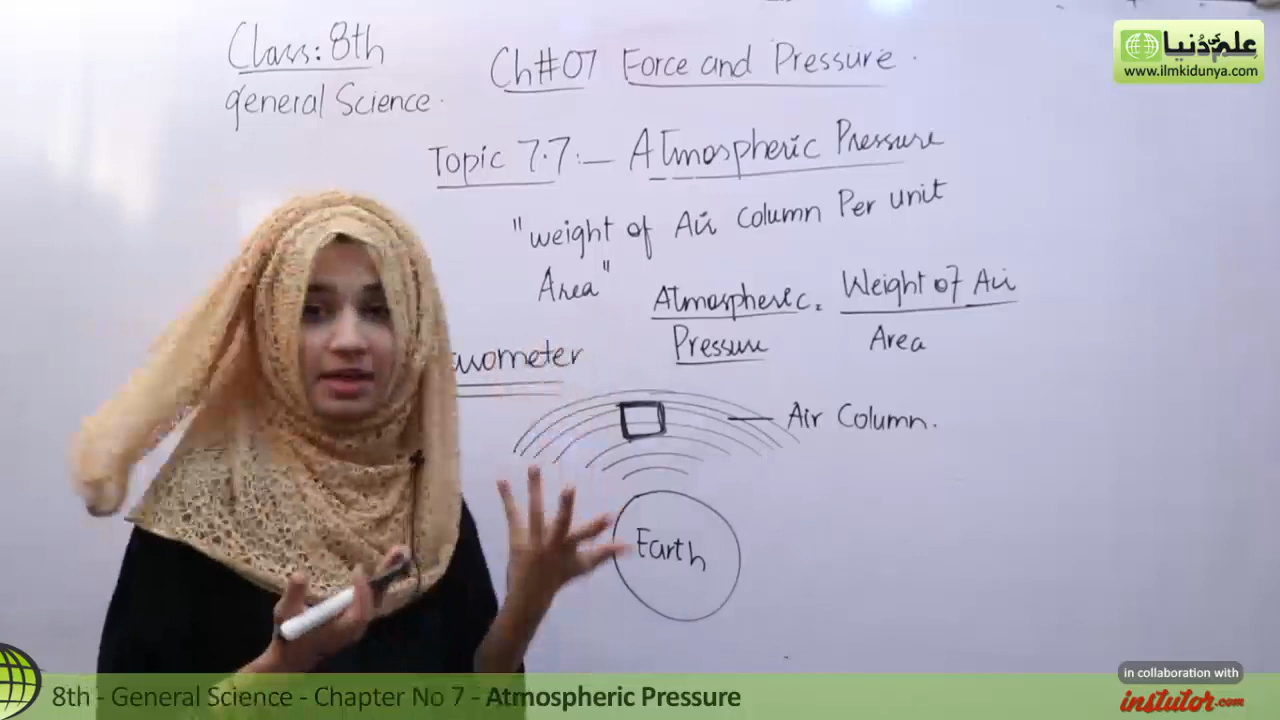 Class: 8th
general Science.
Ch#07 Force and Pressure.
Topic 7.7:— Atmospheric Pressure
"weight of Air column Per unit
Area"
Atmospheric = Weight of Air
Pressure Area
Air Column.
Earth
علم کی دنیا
www.ilmkidunya.com
8th - General Science - Chapter No 7 - Atmospheric Pressure
in collaboration with
instutor.com